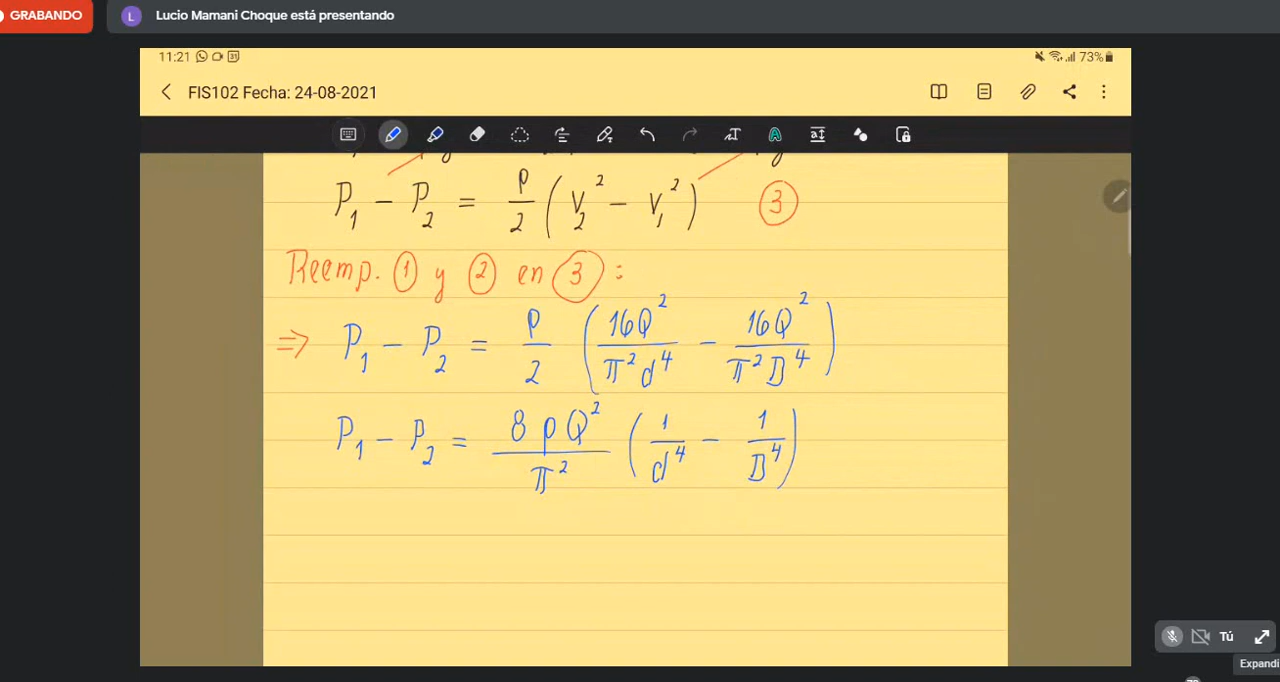 GRABANDO
L Lucio Mamani Choque está presentando
11:21 31 73%
FIS102 Fecha: 24-08-2021
P₁ - P₂ = ρ/2 (V₂² - V₁²) ③
Reemp. ① y ② en ③ :
⇒ P₁ - P₂ = ρ/2 (16Q²/π²d⁴ - 16Q²/π²D⁴)
P₁ - P₂ = 8ρQ²/π² (1/d⁴ - 1/D⁴)
Tú
Expandi